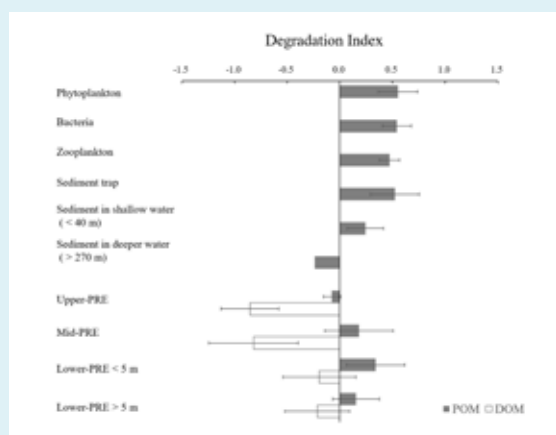 Degradation Index
-1.5 -1.0 -0.5 0.0 0.5 1.0 1.5
Phytoplankton
Bacteria
Zooplankton
Sediment trap
Sediment in shallow water
( < 40 m)
Sediment in deeper water
( > 270 m)
Upper-PRE
Mid-PRE
Lower-PRE < 5 m
Lower-PRE > 5 m
POM DOM